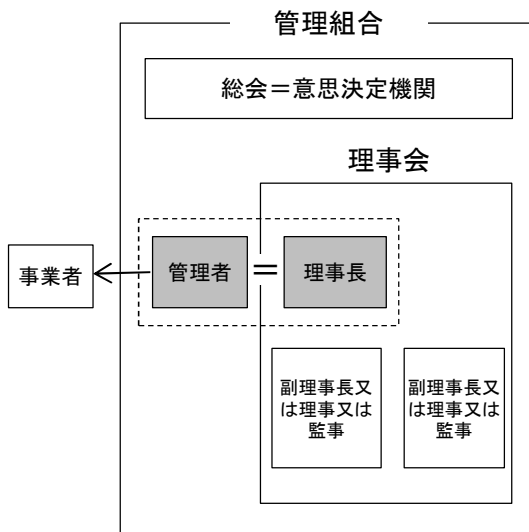 管理組合
総会＝意思決定機関
理事会
事業者
管理者
＝
理事長
副理事長又
は理事又は
監事
副理事長又
は理事又は
監事